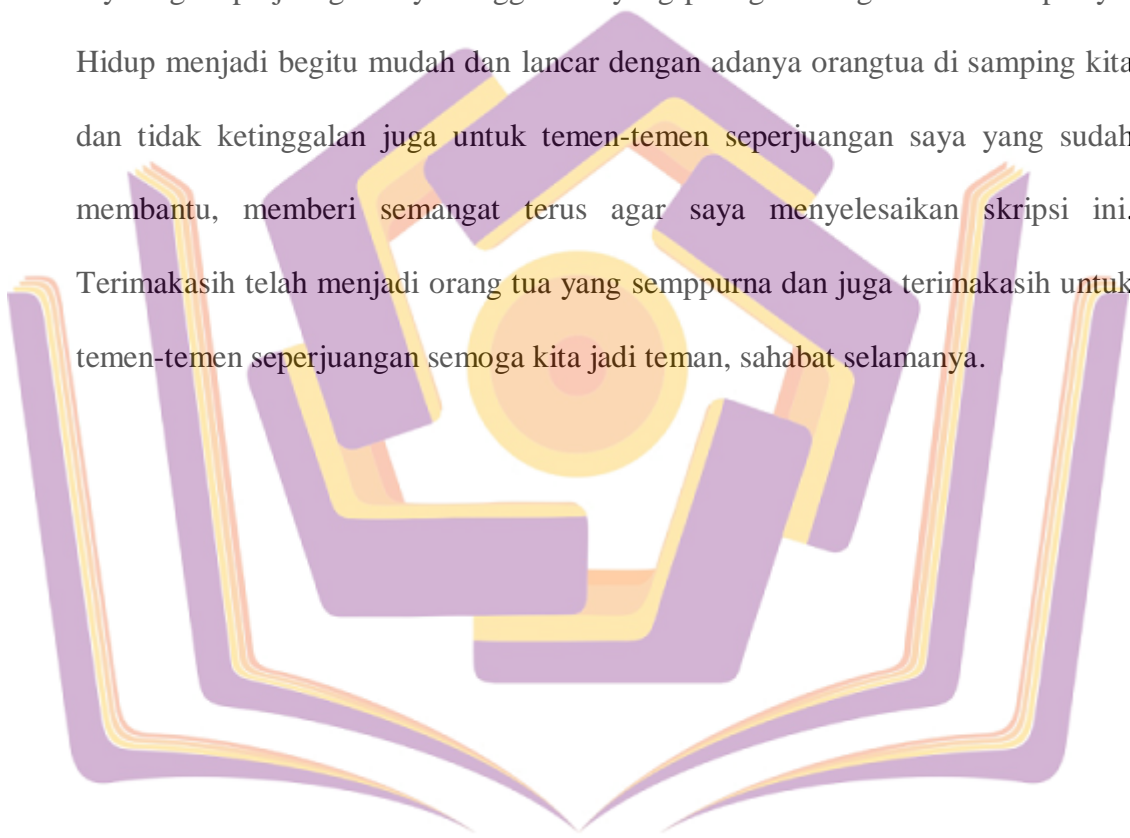 Hidup menjadi begitu mudah dan lancar dengan adanya orangtua di samping kita
dan tidak ketinggalan juga untuk temen-temen seperjuangan saya yang sudah
membantu, memberi semangat terus agar saya menyelesaikan skripsi ini.
Terimakasih telah menjadi orang tua yang semppurna dan juga terimakasih untuk
temen-temen seperjuangan semoga kita jadi teman, sahabat selamanya.